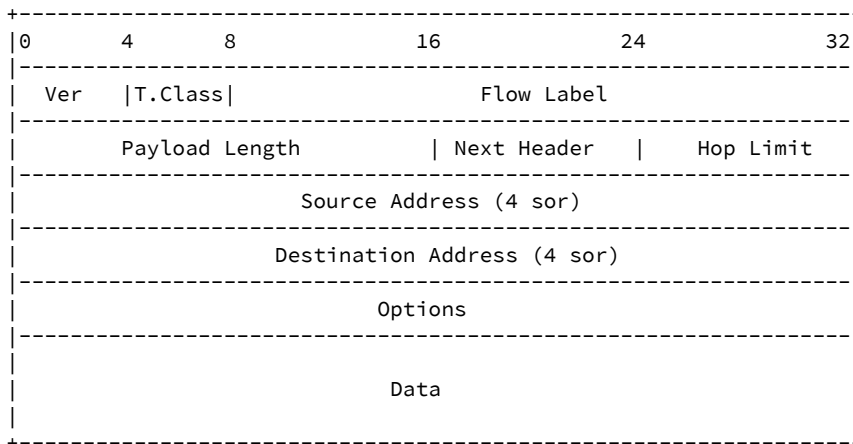 0 4 8 16 24 32
Ver |T.Class| Flow Label
Payload Length | Next Header | Hop Limit
Source Address (4 sor)
Destination Address (4 sor)
Options
Data